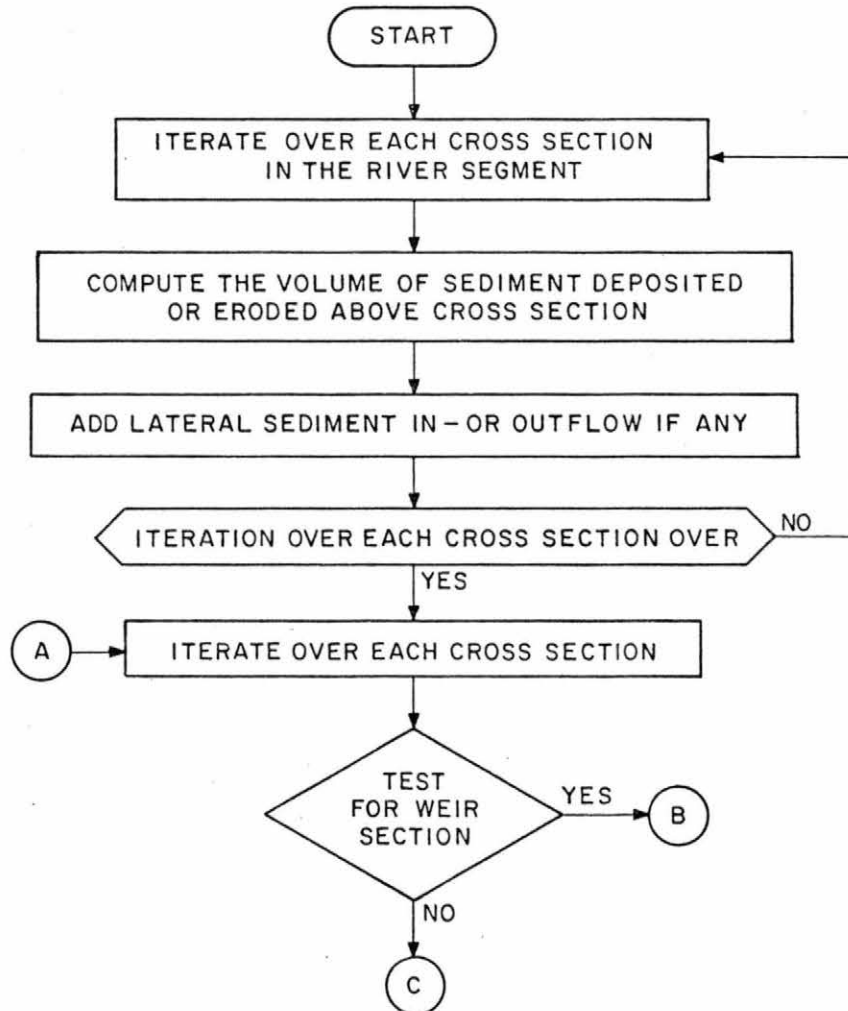 START
ITERATE OVER EACH CROSS SECTION
IN THE RIVER SEGMENT
COMPUTE THE VOLUME OF SEDIMENT DEPOSITED
OR ERODED ABOVE CROSS SECTION
ADD LATERAL SEDIMENT IN-OR OUTFLOW IF ANY
ITERATION OVER EACH CROSS SECTION OVER
NO
YES
A
ITERATE OVER EACH CROSS SECTION
TEST
FOR WEIR
SECTION
YES
B
NO
C